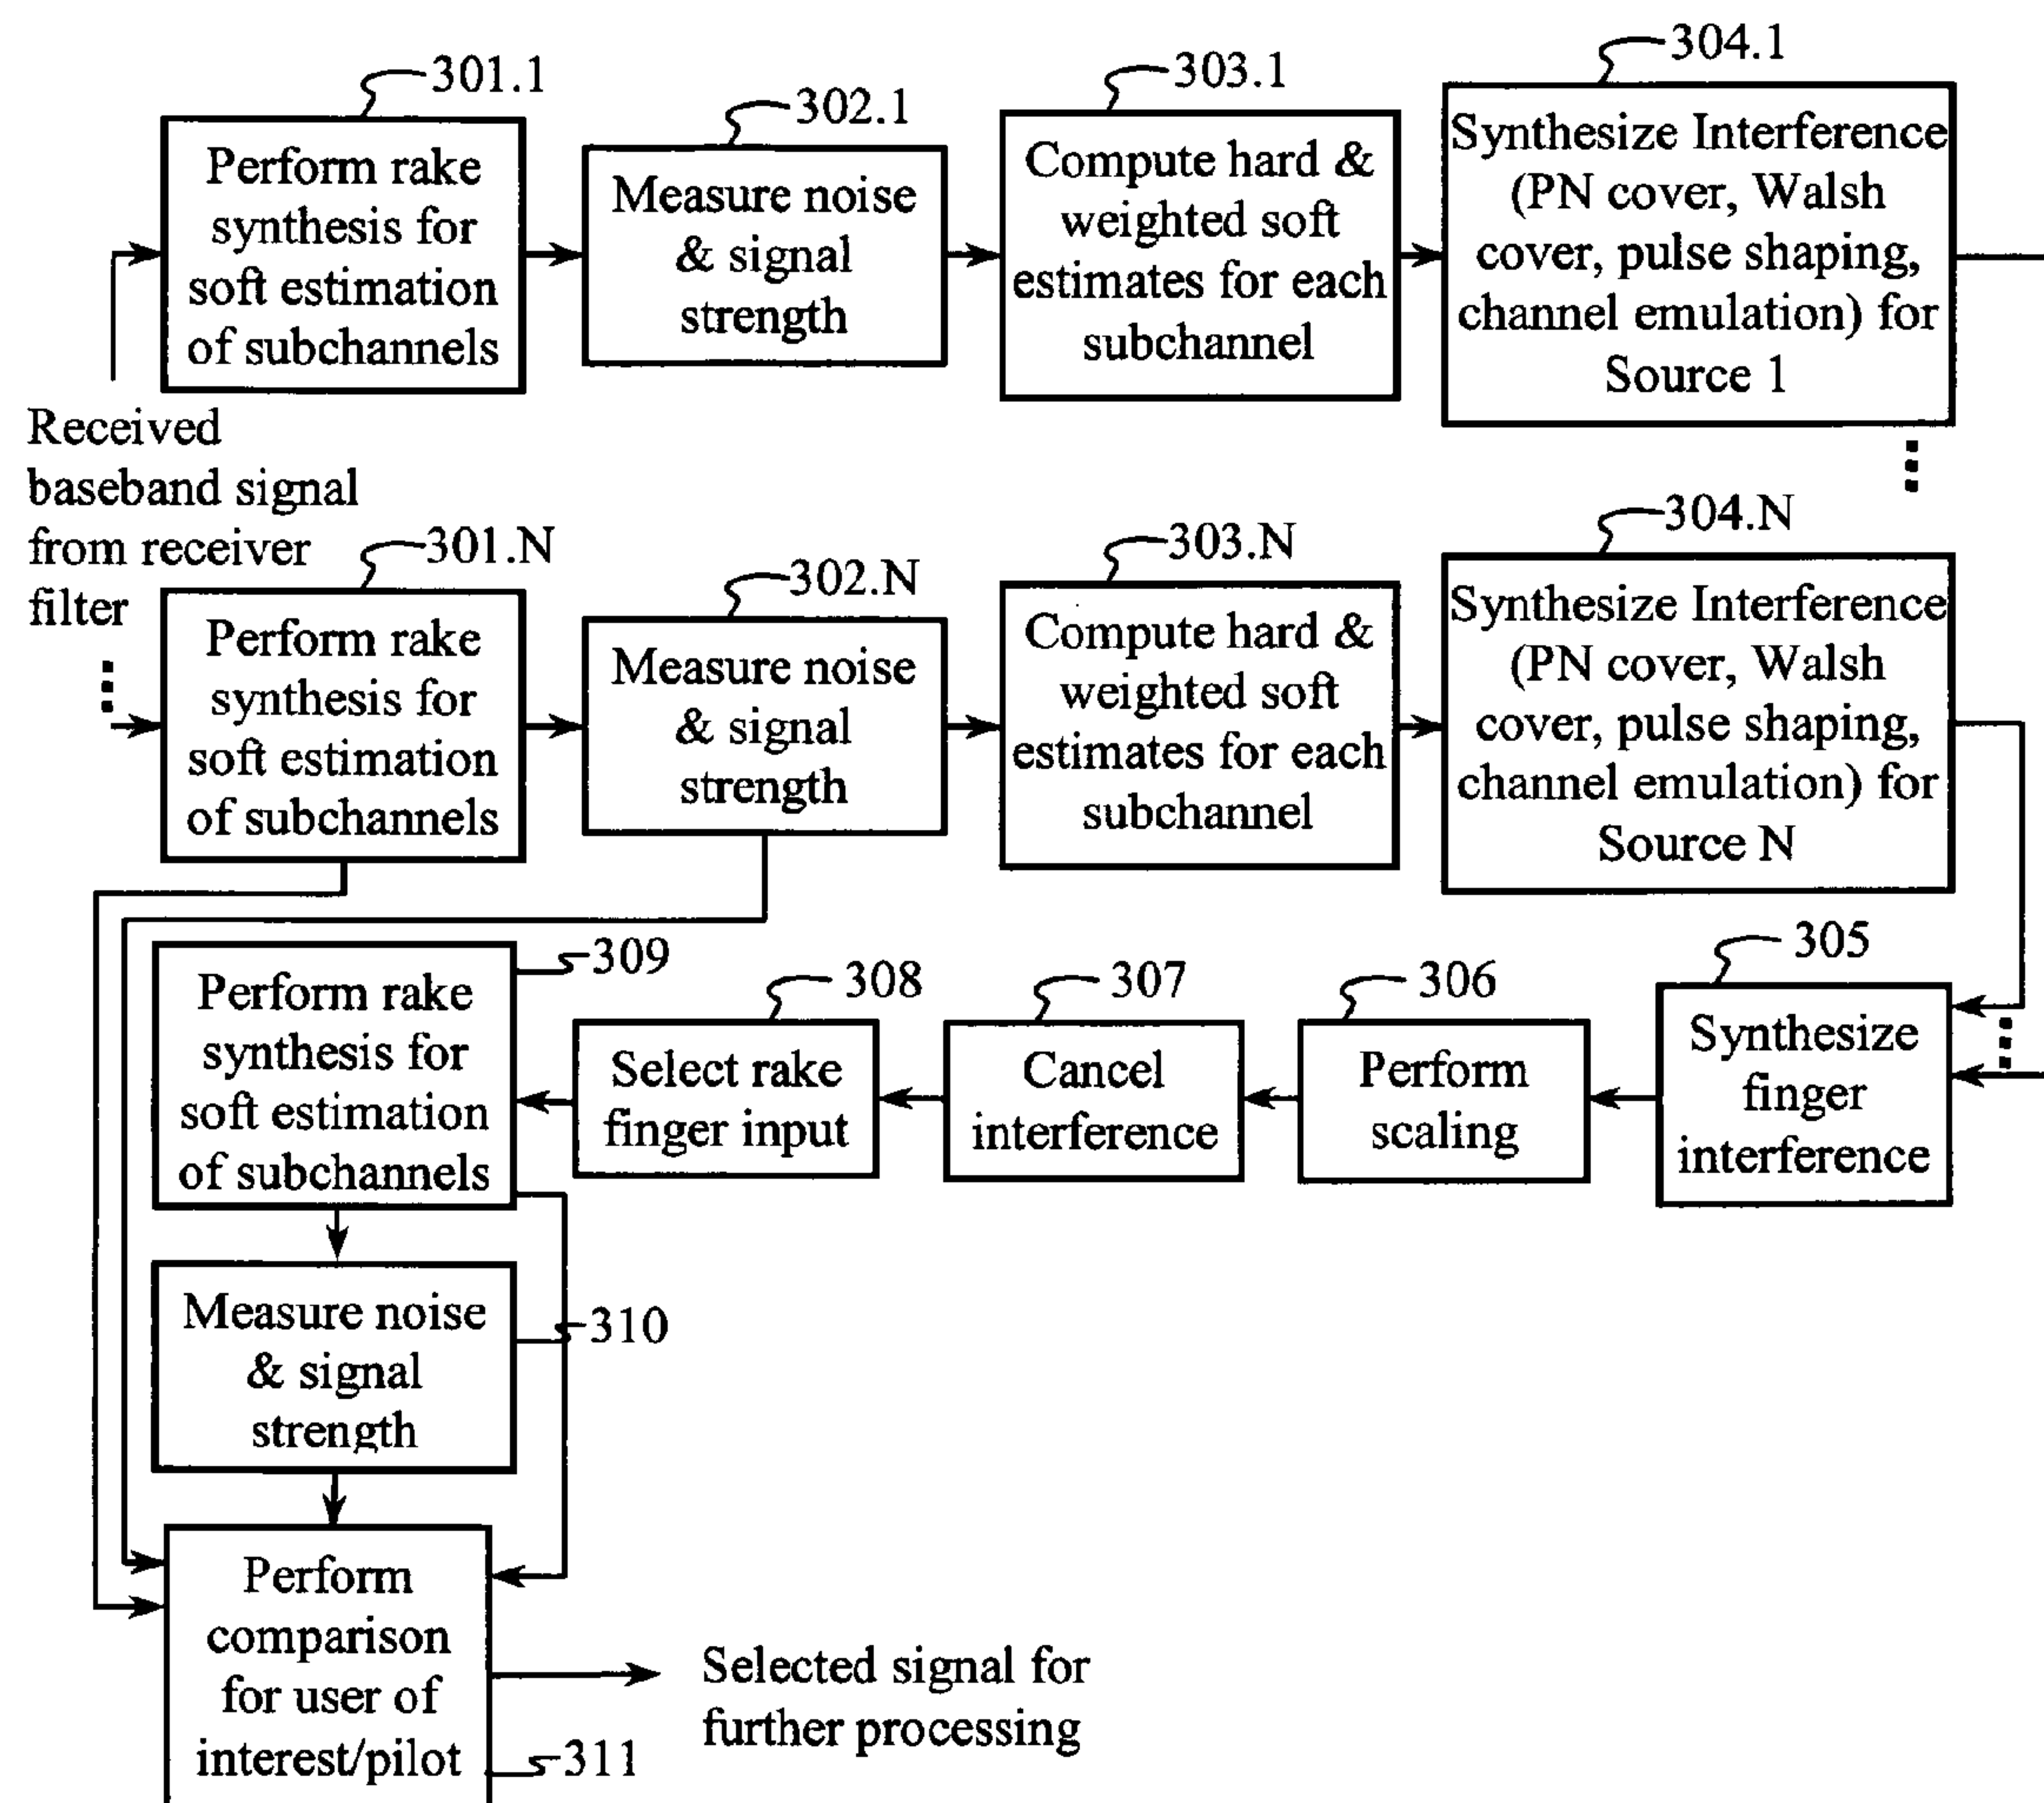 301.1
Perform rake
synthesis for
soft estimation
of subchannels
302.1
Measure noise
& signal
strength
303.1
Compute hard &
weighted soft
estimates for each
subchannel
304.1
Synthesize Interference
(PN cover, Walsh
cover, pulse shaping,
channel emulation) for
Source 1
Received
baseband signal
from receiver
filter
301.N
Perform rake
synthesis for
soft estimation
of subchannels
302.N
Measure noise
& signal
strength
303.N
Compute hard &
weighted soft
estimates for each
subchannel
304.N
Synthesize Interference
(PN cover, Walsh
cover, pulse shaping,
channel emulation) for
Source N
305
Synthesize
finger
interference
306
Perform
scaling
307
Cancel
interference
308
Select rake
finger input
309
Perform rake
synthesis for
soft estimation
of subchannels
310
Measure noise
& signal
strength
Perform
comparison
for user of
interest/pilot
311
Selected signal for
further processing